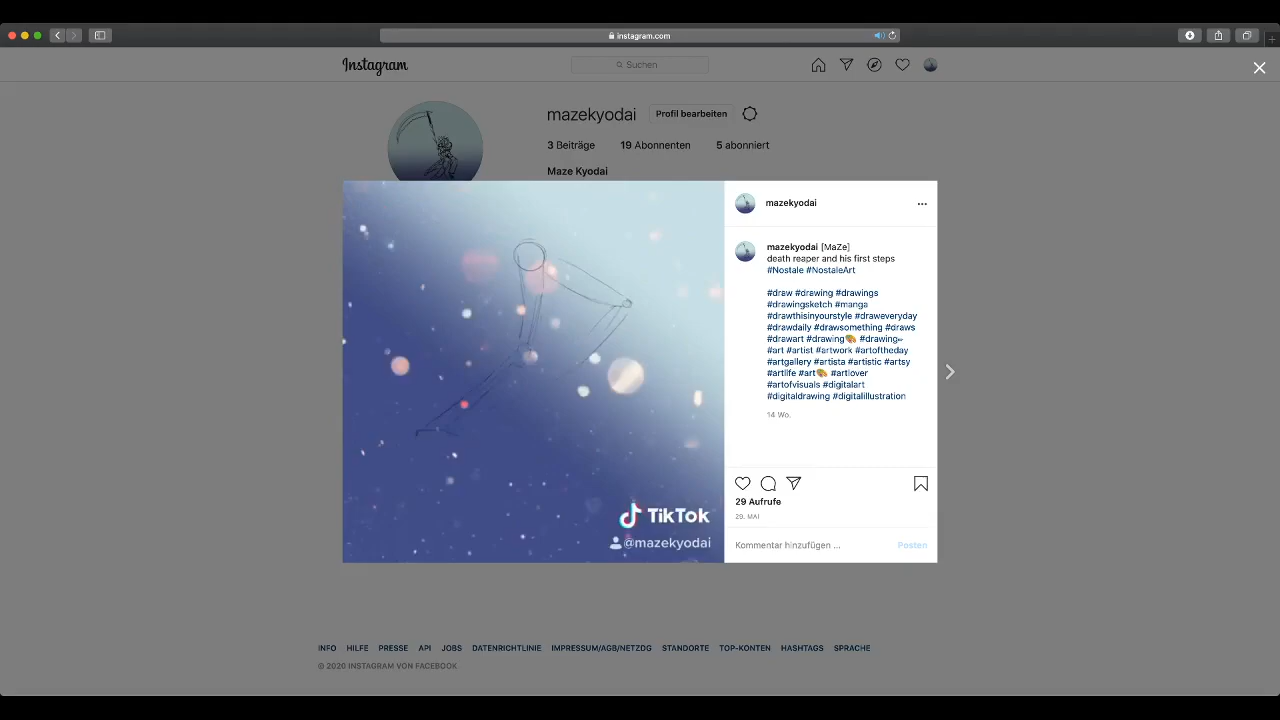 instagram.com
Instagram
Suchen
mazekyodai Profil bearbeiten
3 Beiträge 19 Abonnenten 5 abonniert
Maze Kyodai
mazekyodai
mazekyodai [MaZe]
death reaper and his first steps
#Nostale #NostaleArt
#draw #drawing #drawings
#drawingsketch #manga
#drawthisinyourstyle #draweveryday
#drawdaily #drawsomething #draws
#drawart #drawing🎨 #drawing✏
#art #artist #artwork #artoftheday
#artgallery #artista #artistic #artsy
#artlife #art🎨 #artlover
#artofvisuals #digitalart
#digitaldrawing #digitalillustration
14 Wo.
29 Aufrufe
29. MAI
Kommentar hinzufügen ... Posten
TikTok
@mazekyodai
INFO HILFE PRESSE API JOBS DATENRICHTLINIE IMPRESSUM/AGB/NETZDG STANDORTE TOP-KONTEN HASHTAGS SPRACHE
© 2020 INSTAGRAM VON FACEBOOK